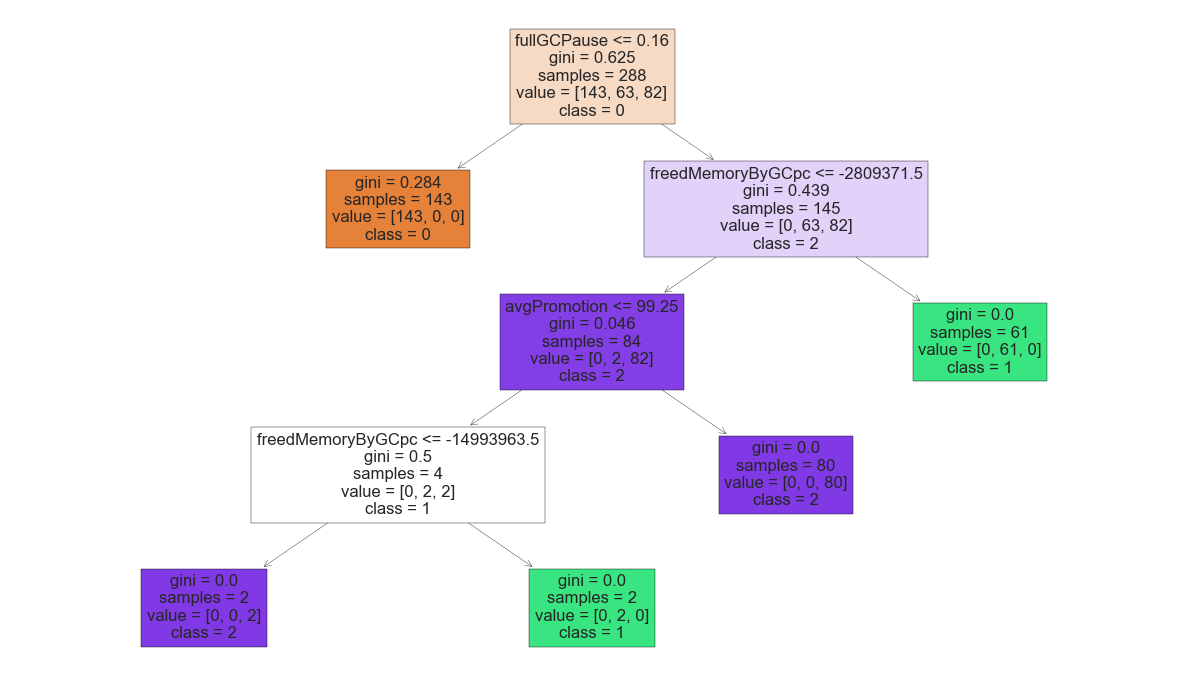 fullGCPause <= 0.16
gini = 0.625
samples = 288
value = [143, 63, 82]
class = 0
gini = 0.284
samples = 143
value = [143, 0, 0]
class = 0
freedMemoryByGCpc <= -2809371.5
gini = 0.439
samples = 145
value = [0, 63, 82]
class = 2
avgPromotion <= 99.25
gini = 0.046
samples = 84
value = [0, 2, 82]
class = 2
gini = 0.0
samples = 61
value = [0, 61, 0]
class = 1
freedMemoryByGCpc <= -14993963.5
gini = 0.5
samples = 4
value = [0, 2, 2]
class = 1
gini = 0.0
samples = 80
value = [0, 0, 80]
class = 2
gini = 0.0
samples = 2
value = [0, 0, 2]
class = 2
gini = 0.0
samples = 2
value = [0, 2, 0]
class = 1